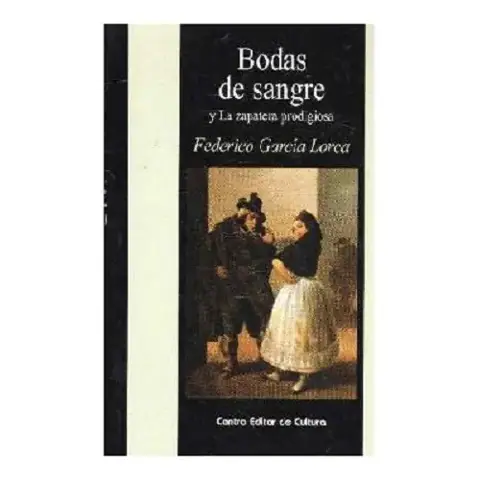 Bodas
de sangre
y La zapatera prodigiosa
Federico García Lorca
Centro Editor de Cultura